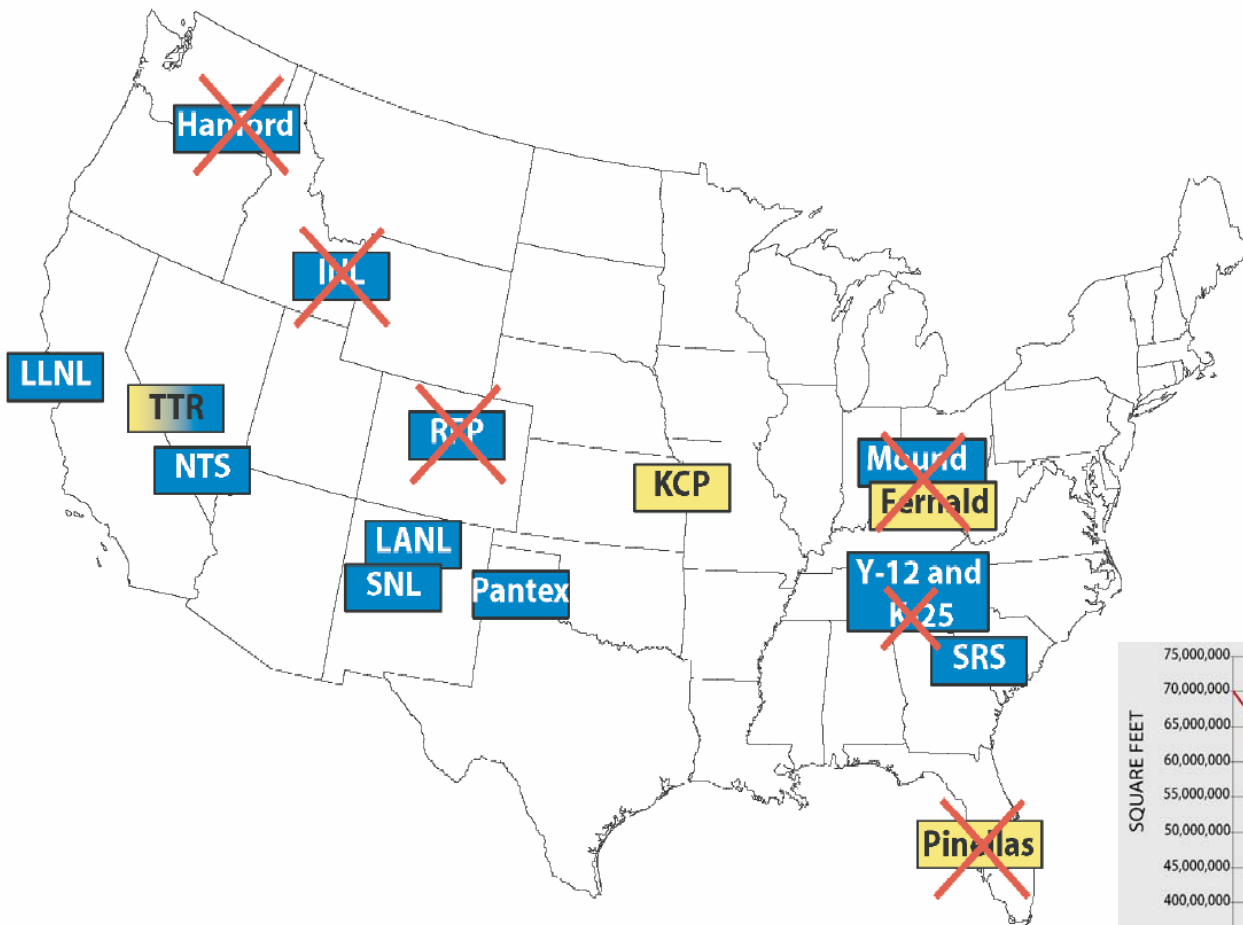 Hanford
INL
LLNL
TTR
NTS
RFP
KCP
Mound
Fernald
LANL
SNL
Pantex
Y-12 and
K-25
SRS
Pinellas
SQUARE FEET
75,000,000
70,000,000
65,000,000
60,000,000
55,000,000
50,000,000
45,000,000
400,00,000